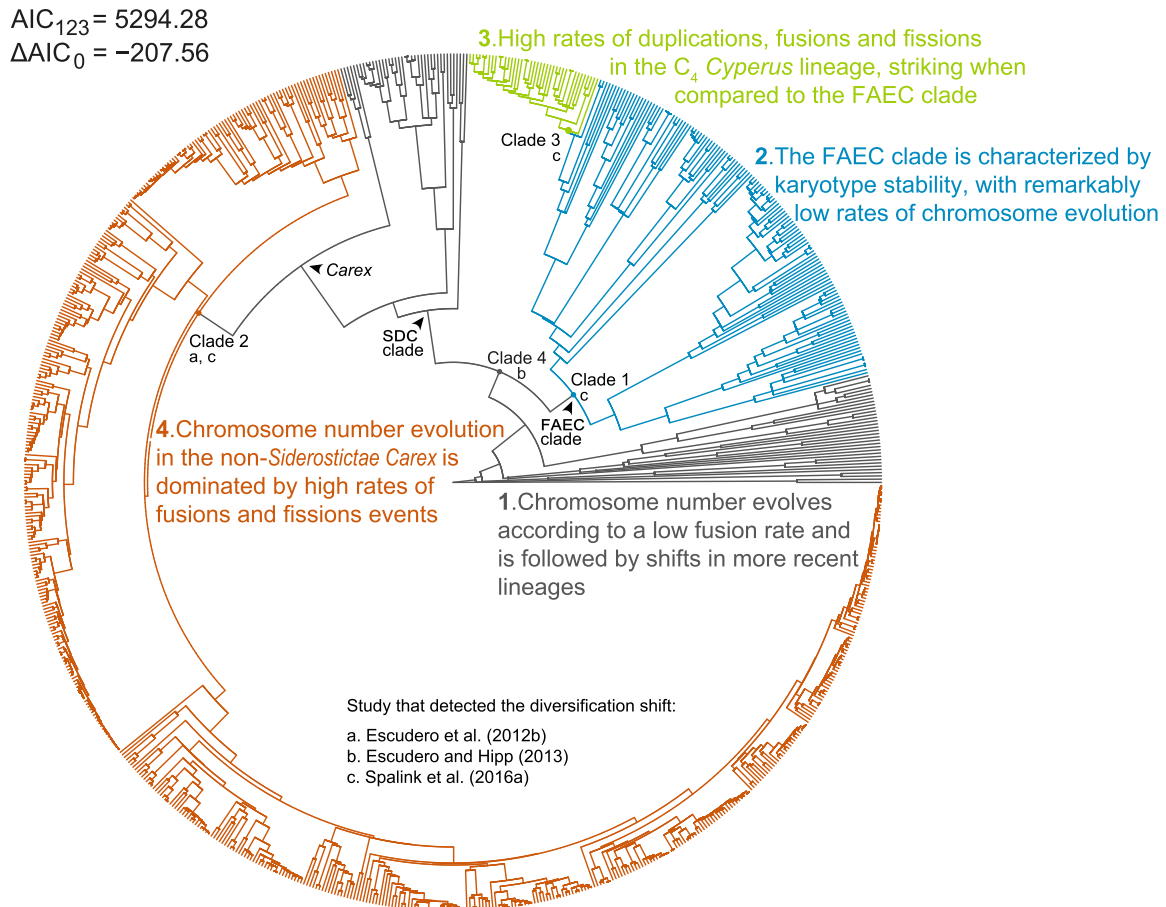 AIC123 = 5294.28
ΔAIC0 = −207.56
3.High rates of duplications, fusions and fissions
in the C4 Cyperus lineage, striking when
compared to the FAEC clade
Clade 3
c
2.The FAEC clade is characterized by
karyotype stability, with remarkably
low rates of chromosome evolution
Carex
SDC
clade
Clade 2
a, c
Clade 4
b
Clade 1
c
FAEC
clade
4.Chromosome number evolution
in the non-Siderostictae Carex is
dominated by high rates of
fusions and fissions events
1.Chromosome number evolves
according to a low fusion rate and
is followed by shifts in more recent
lineages
Study that detected the diversification shift:
a. Escudero et al. (2012b)
b. Escudero and Hipp (2013)
c. Spalink et al. (2016a)